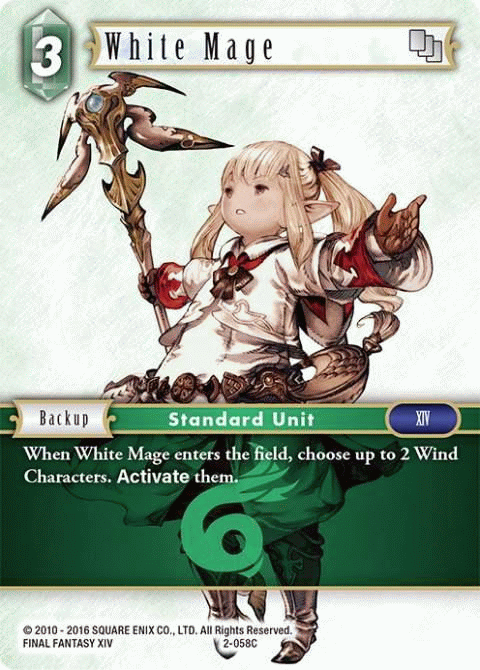 3
White Mage
Backup
Standard Unit
XIV
When White Mage enters the field, choose up to 2 Wind
Characters. Activate them.
© 2010 - 2016 SQUARE ENIX CO., LTD. All Rights Reserved.
FINAL FANTASY XIV
2-058C